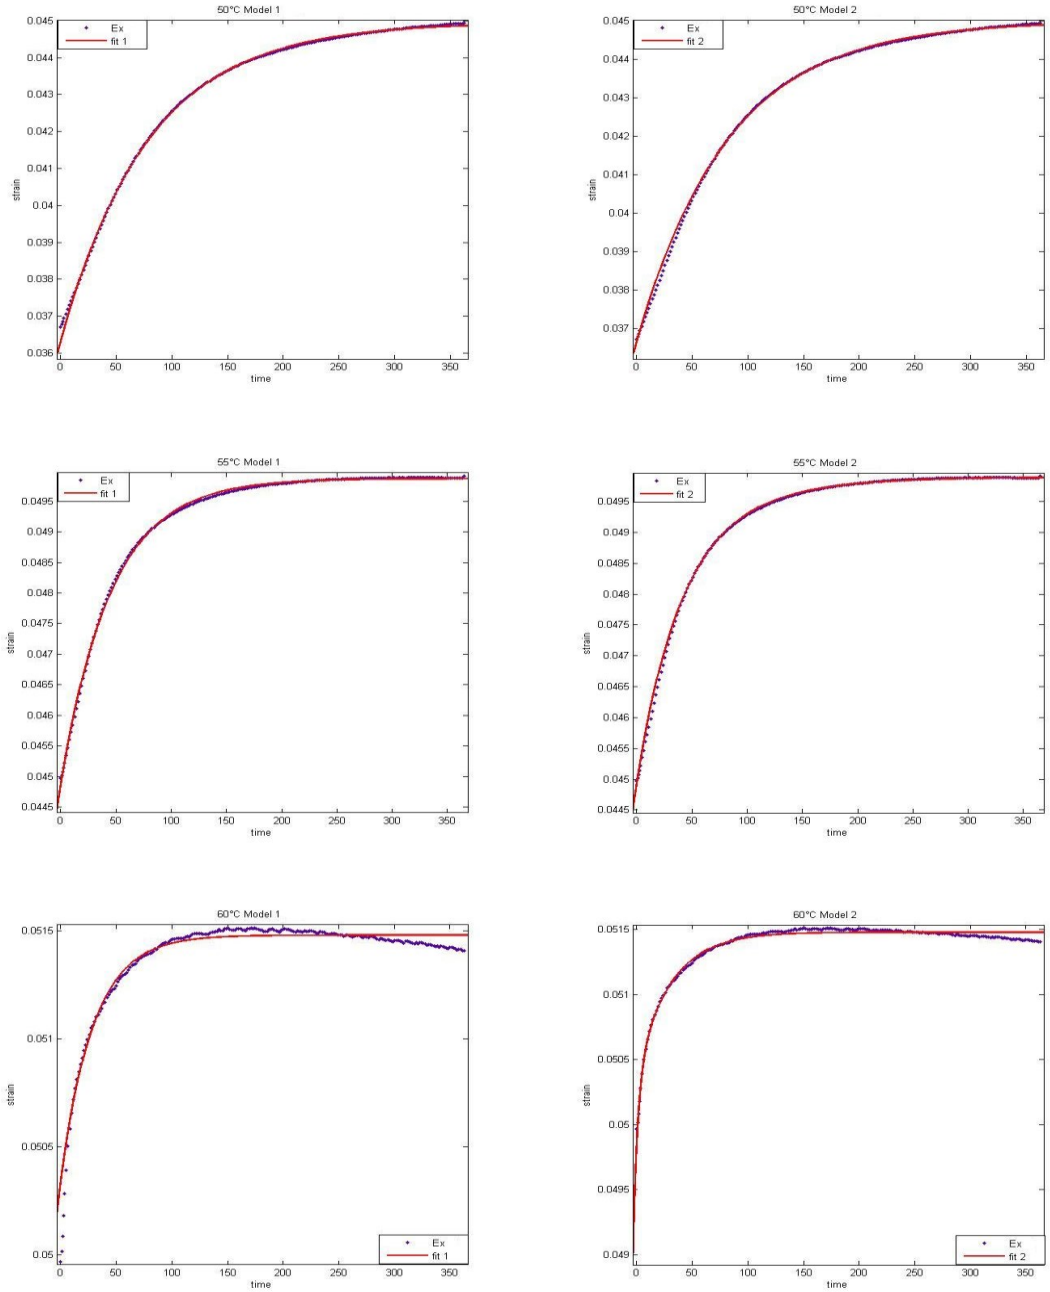 50°C Model 1
0.045
0.044
0.043
0.042
0.041
0.04
0.039
0.038
0.037
0.036
strain
Ex
fit 1
0 50 100 150 200 250 300 350
time
50°C Model 2
0.045
0.044
0.043
0.042
0.041
0.04
0.039
0.038
0.037
strain
Ex
fit 2
0 50 100 150 200 250 300 350
time
55°C Model 1
0.0495
0.049
0.0485
0.048
0.0475
0.047
0.0465
0.046
0.0455
0.045
0.0445
strain
Ex
fit 1
0 50 100 150 200 250 300 350
time
55°C Model 2
0.0495
0.049
0.0485
0.048
0.0475
0.047
0.0465
0.046
0.0455
0.045
0.0445
strain
Ex
fit 2
0 50 100 150 200 250 300 350
time
60°C Model 1
0.0515
0.051
0.0505
0.05
strain
Ex
fit 1
0 50 100 150 200 250 300 350
time
60°C Model 2
0.0515
0.051
0.0505
0.05
0.0495
0.049
strain
Ex
fit 2
0 50 100 150 200 250 300 350
time